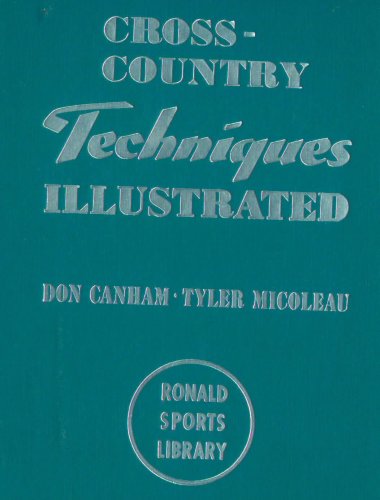 CROSS-
COUNTRY
Techniques
ILLUSTRATED
DON CANHAM · TYLER MICOLEAU
RONALD
SPORTS
LIBRARY